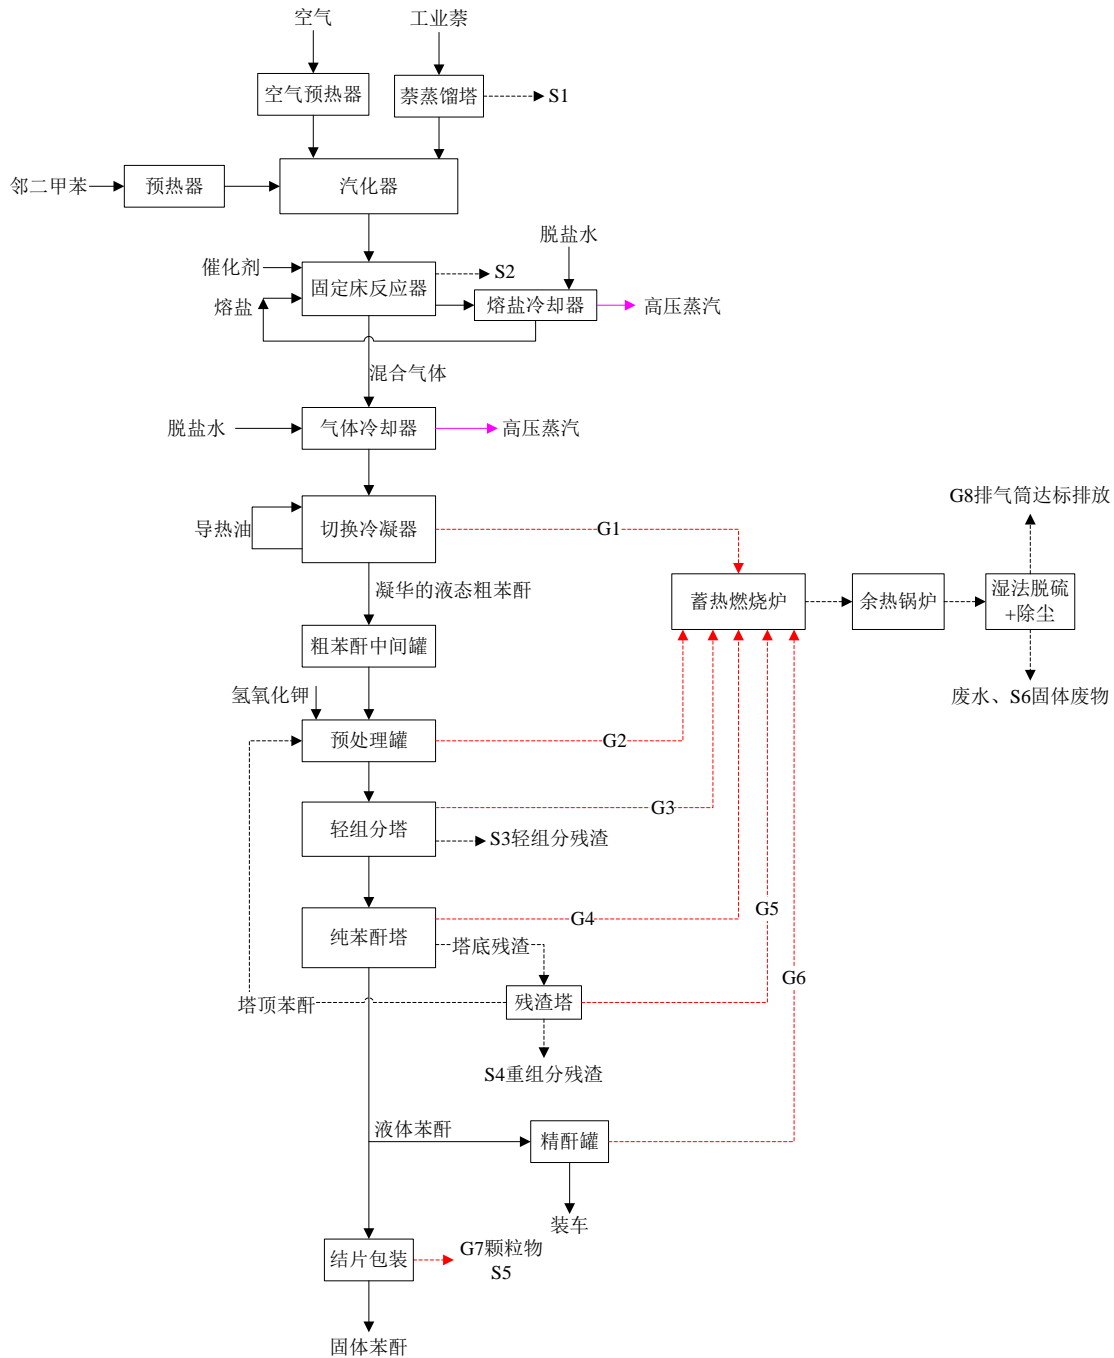 空气
工业萘
空气预热器
萘蒸馏塔
S1
邻二甲苯
预热器
汽化器
脱盐水
催化剂
固定床反应器
S2
熔盐
熔盐冷却器
高压蒸汽
混合气体
脱盐水
气体冷却器
高压蒸汽
G8排气筒达标排放
导热油
切换冷凝器
G1
凝华的液态粗苯酐
蓄热燃烧炉
余热锅炉
湿法脱硫
+除尘
粗苯酐中间罐
氢氧化钾
废水、S6固体废物
预处理罐
G2
轻组分塔
G3
S3轻组分残渣
纯苯酐塔
G4
G5
塔底残渣
G6
塔顶苯酐
残渣塔
S4重组分残渣
液体苯酐
精酐罐
装车
结片包装
G7颗粒物
S5
固体苯酐